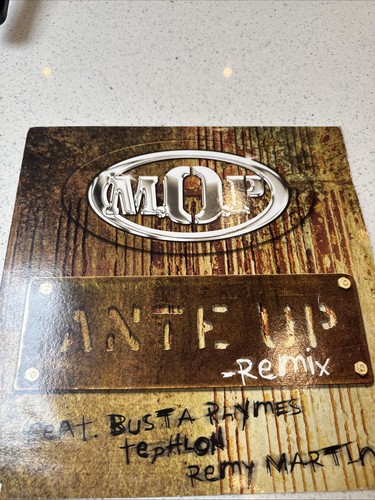 M.O.P
ANTE UP
-Remix
Feat. BUSTA RHYMES
TepHLON
Remy MARTIN